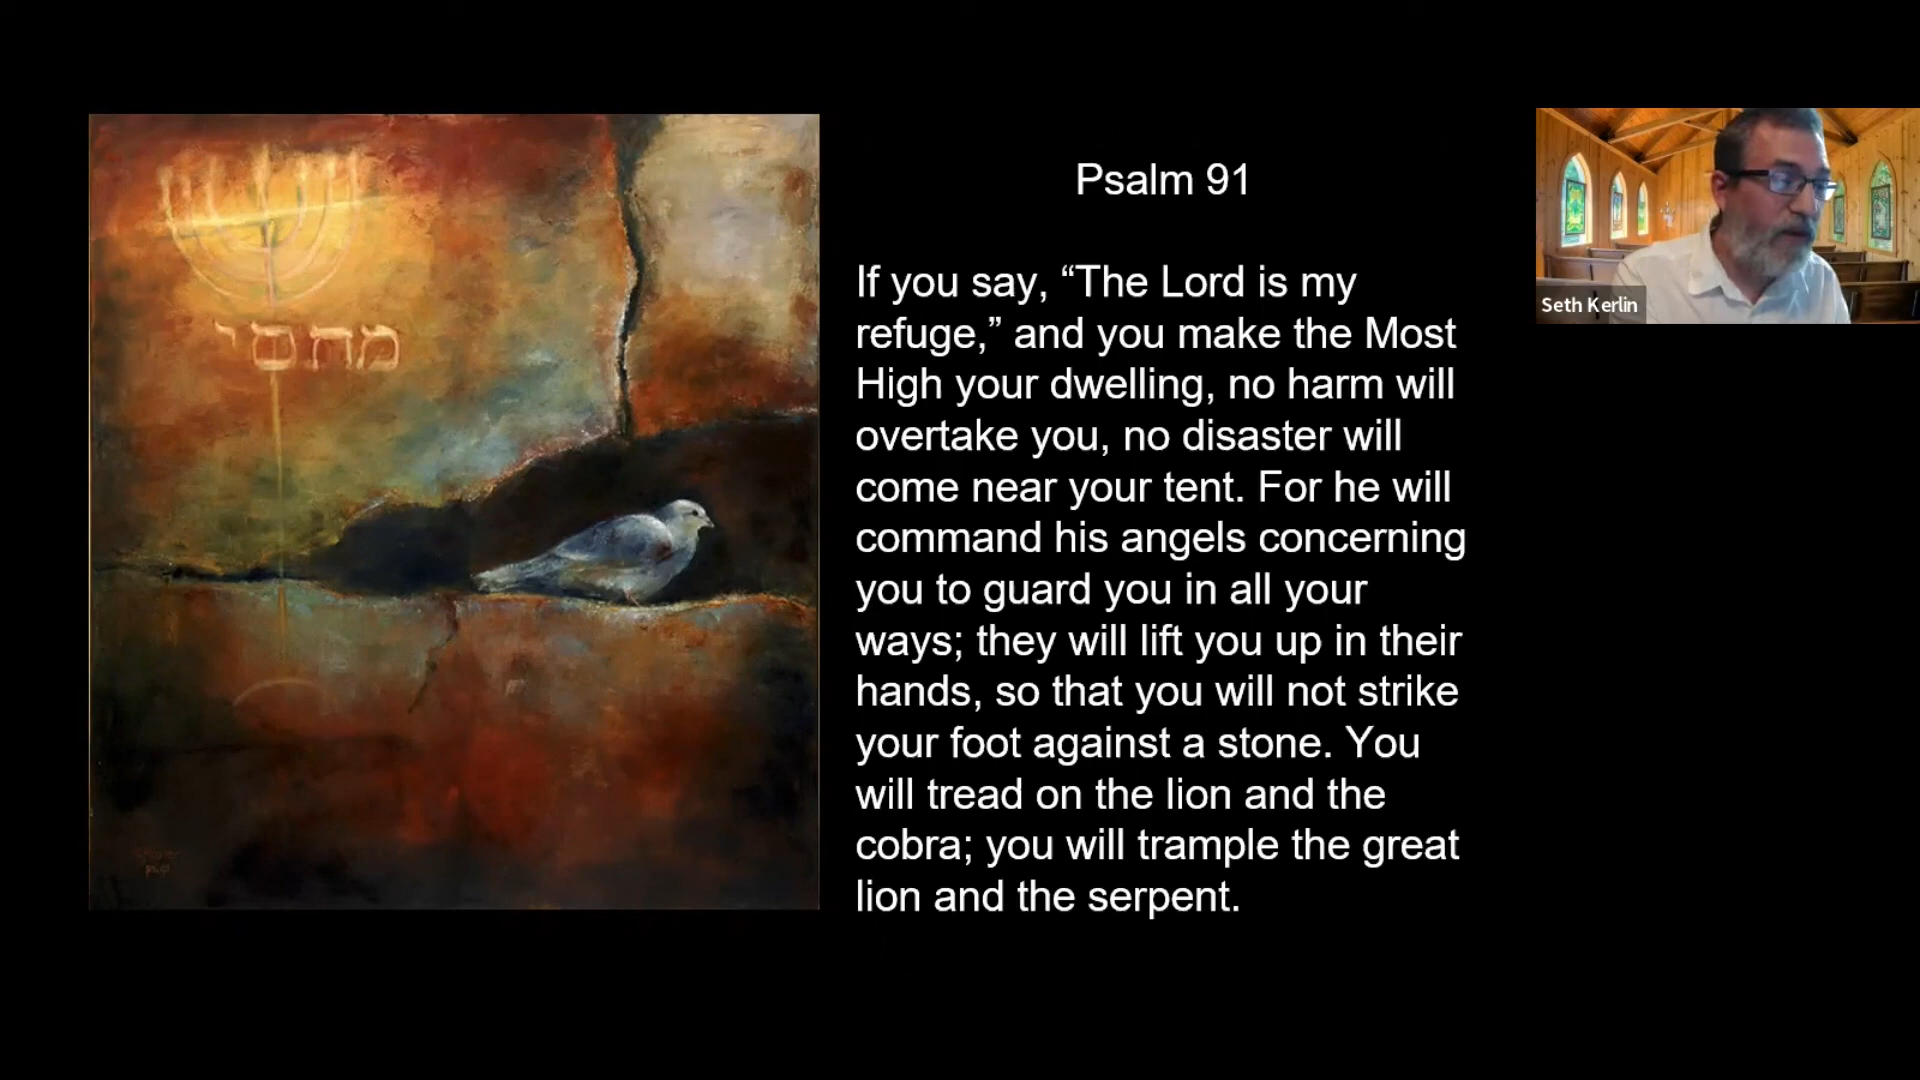 מחסי
Psalm 91
If you say, “The Lord is my
refuge,” and you make the Most
High your dwelling, no harm will
overtake you, no disaster will
come near your tent. For he will
command his angels concerning
you to guard you in all your
ways; they will lift you up in their
hands, so that you will not strike
your foot against a stone. You
will tread on the lion and the
cobra; you will trample the great
lion and the serpent.
Seth Kerlin